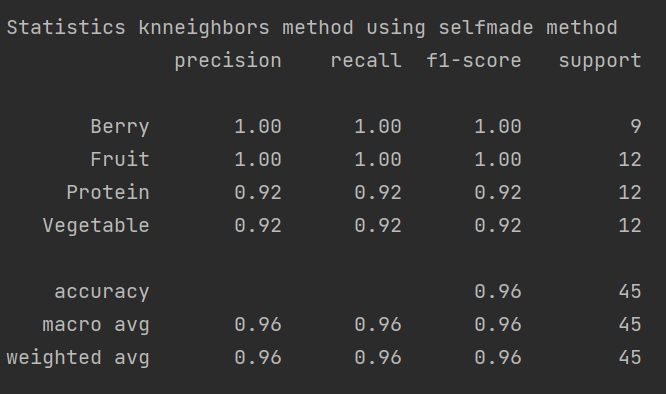 Statistics knneighbors method using selfmade method
precision recall f1-score support
Berry 1.00 1.00 1.00 9
Fruit 1.00 1.00 1.00 12
Protein 0.92 0.92 0.92 12
Vegetable 0.92 0.92 0.92 12
accuracy 0.96 45
macro avg 0.96 0.96 0.96 45
weighted avg 0.96 0.96 0.96 45